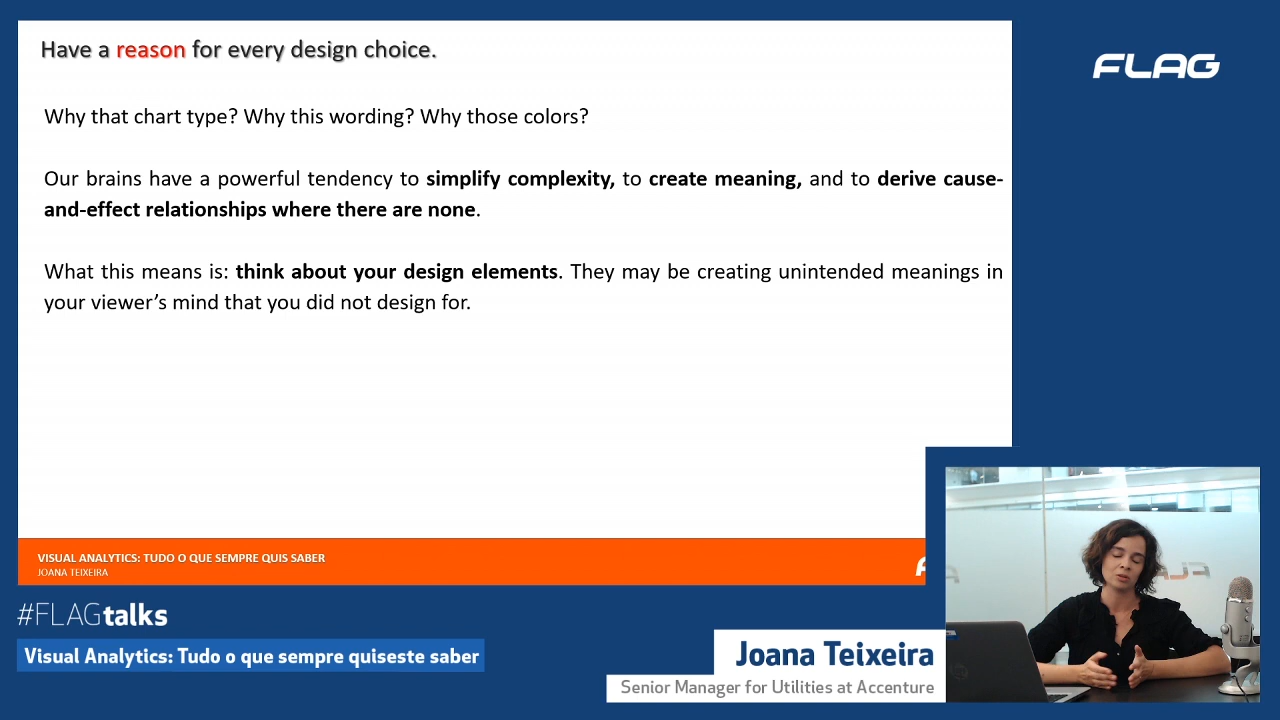 Have a reason for every design choice.
FLAG
Why that chart type? Why this wording? Why those colors?
Our brains have a powerful tendency to simplify complexity, to create meaning, and to derive cause-
and-effect relationships where there are none.
What this means is: think about your design elements. They may be creating unintended meanings in
your viewer’s mind that you did not design for.
VISUAL ANALYTICS: TUDO O QUE SEMPRE QUIS SABER
JOANA TEIXEIRA
#FLAGtalks
Visual Analytics: Tudo o que sempre quiseste saber
Joana Teixeira
Senior Manager for Utilities at Accenture